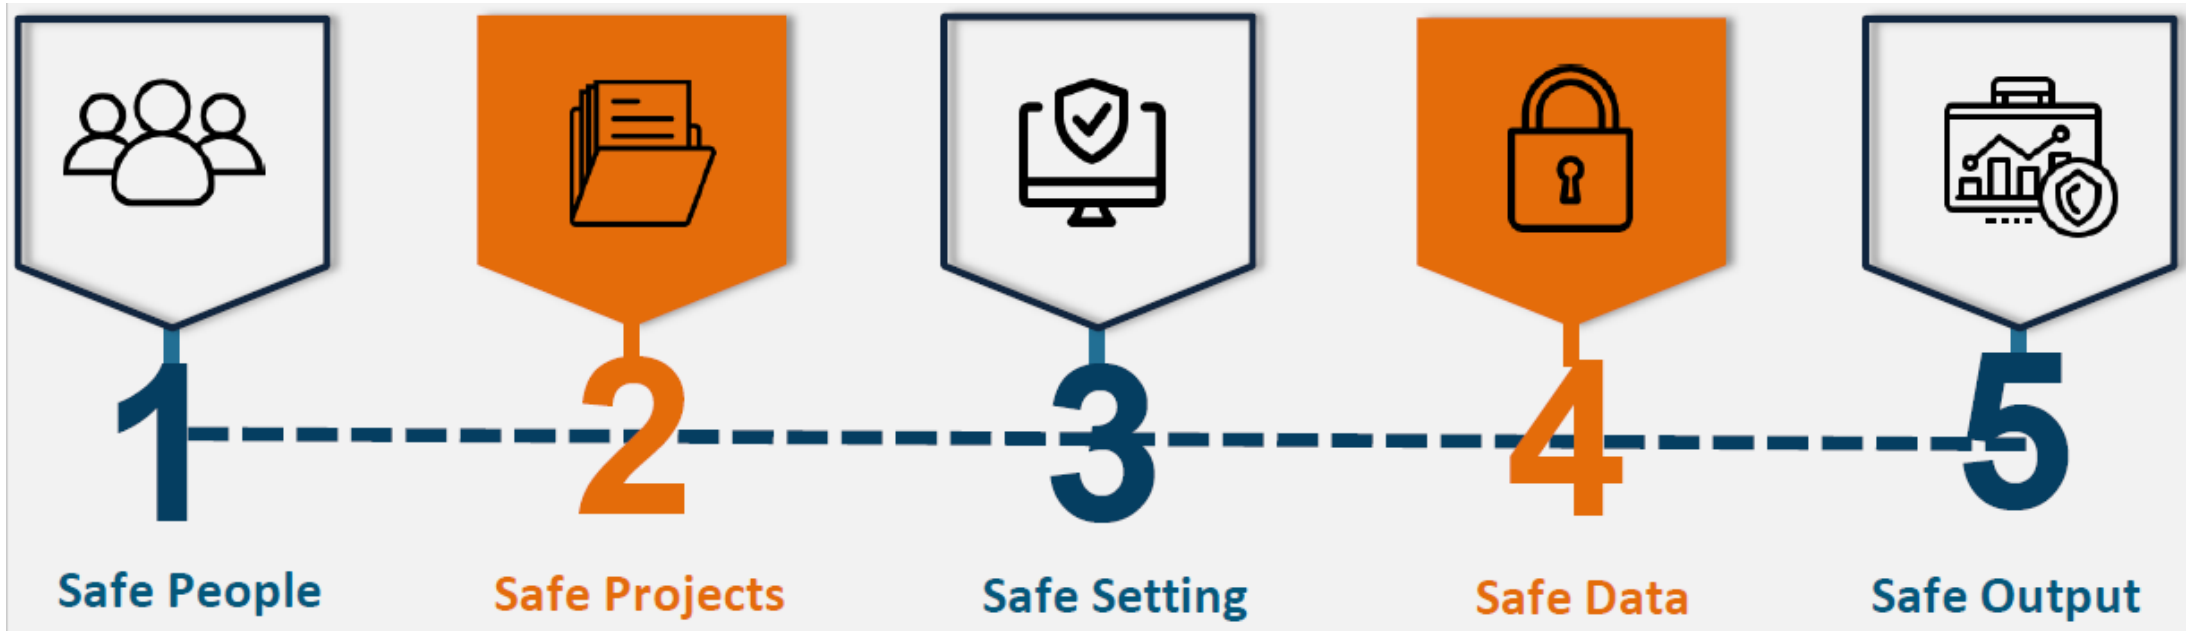 1
2
3
4
5
Safe People
Safe Projects
Safe Setting
Safe Data
Safe Output